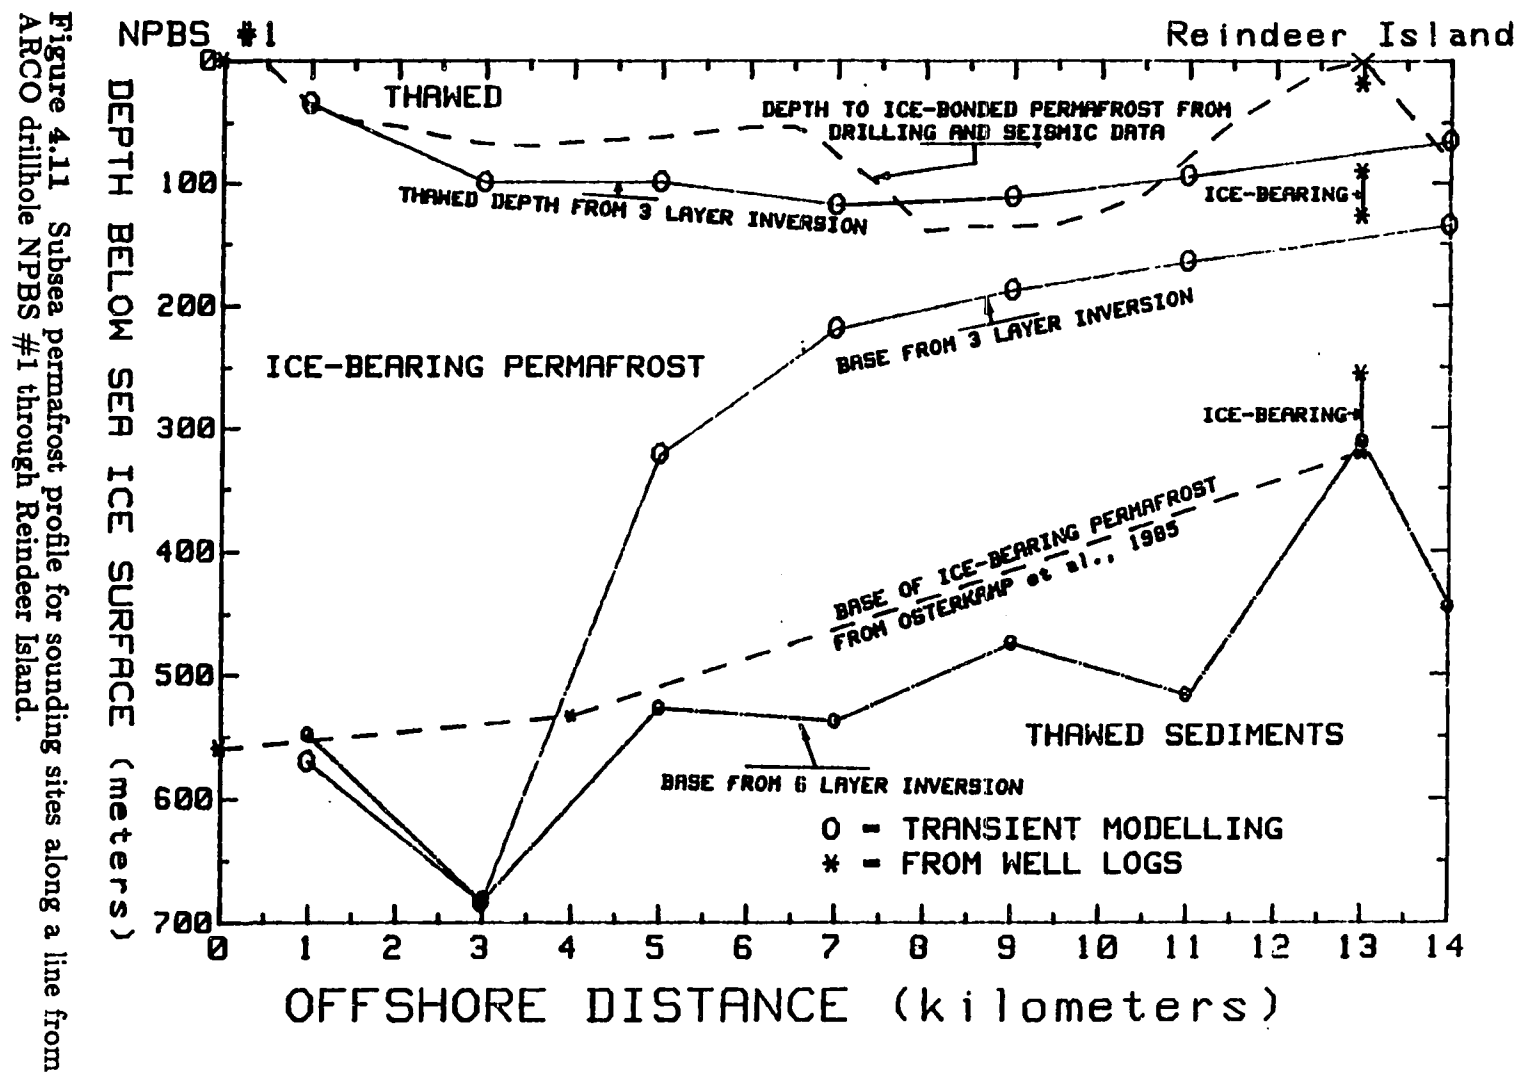 NPBS #1
Reindeer Island
THAWED
DEPTH TO ICE-BONDED PERMAFROST FROM
DRILLING AND SEISMIC DATA
THAWED DEPTH FROM 3 LAYER INVERSION
ICE-BEARING
BASE FROM 3 LAYER INVERSION
ICE-BEARING PERMAFROST
ICE-BEARING
BASE OF ICE-BEARING PERMAFROST
FROM OSTERKAMP et al., 1985
THAWED SEDIMENTS
BASE FROM 6 LAYER INVERSION
O = TRANSIENT MODELLING
* = FROM WELL LOGS
0
100
200
300
400
500
600
700
DEPTH BELOW SEA ICE SURFACE (meters)
0 1 2 3 4 5 6 7 8 9 10 11 12 13 14
OFFSHORE DISTANCE (kilometers)
Figure 4.11 Subsea permafrost profile for sounding sites along a line from
ARCO drillhole NPBS #1 through Reindeer Island.